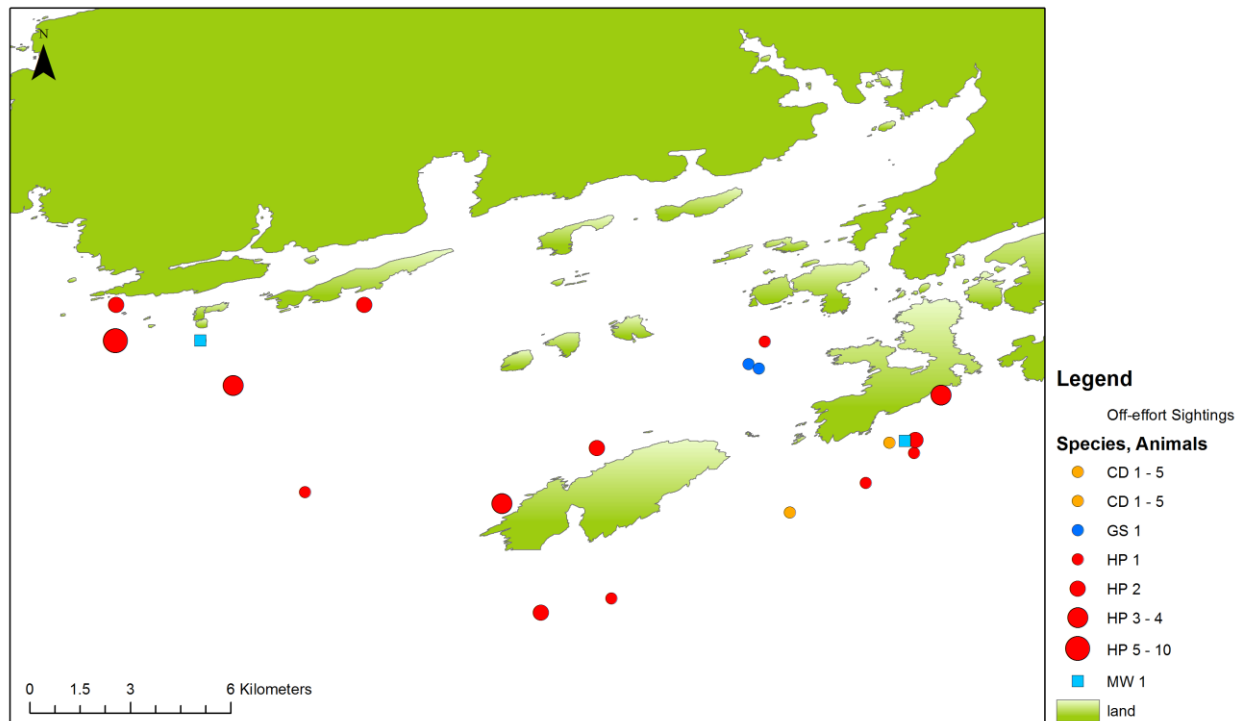 N
0 1.5 3 6 Kilometers
Legend
Off-effort Sightings
Species, Animals
CD 1 - 5
CD 1 - 5
GS 1
HP 1
HP 2
HP 3 - 4
HP 5 - 10
MW 1
land